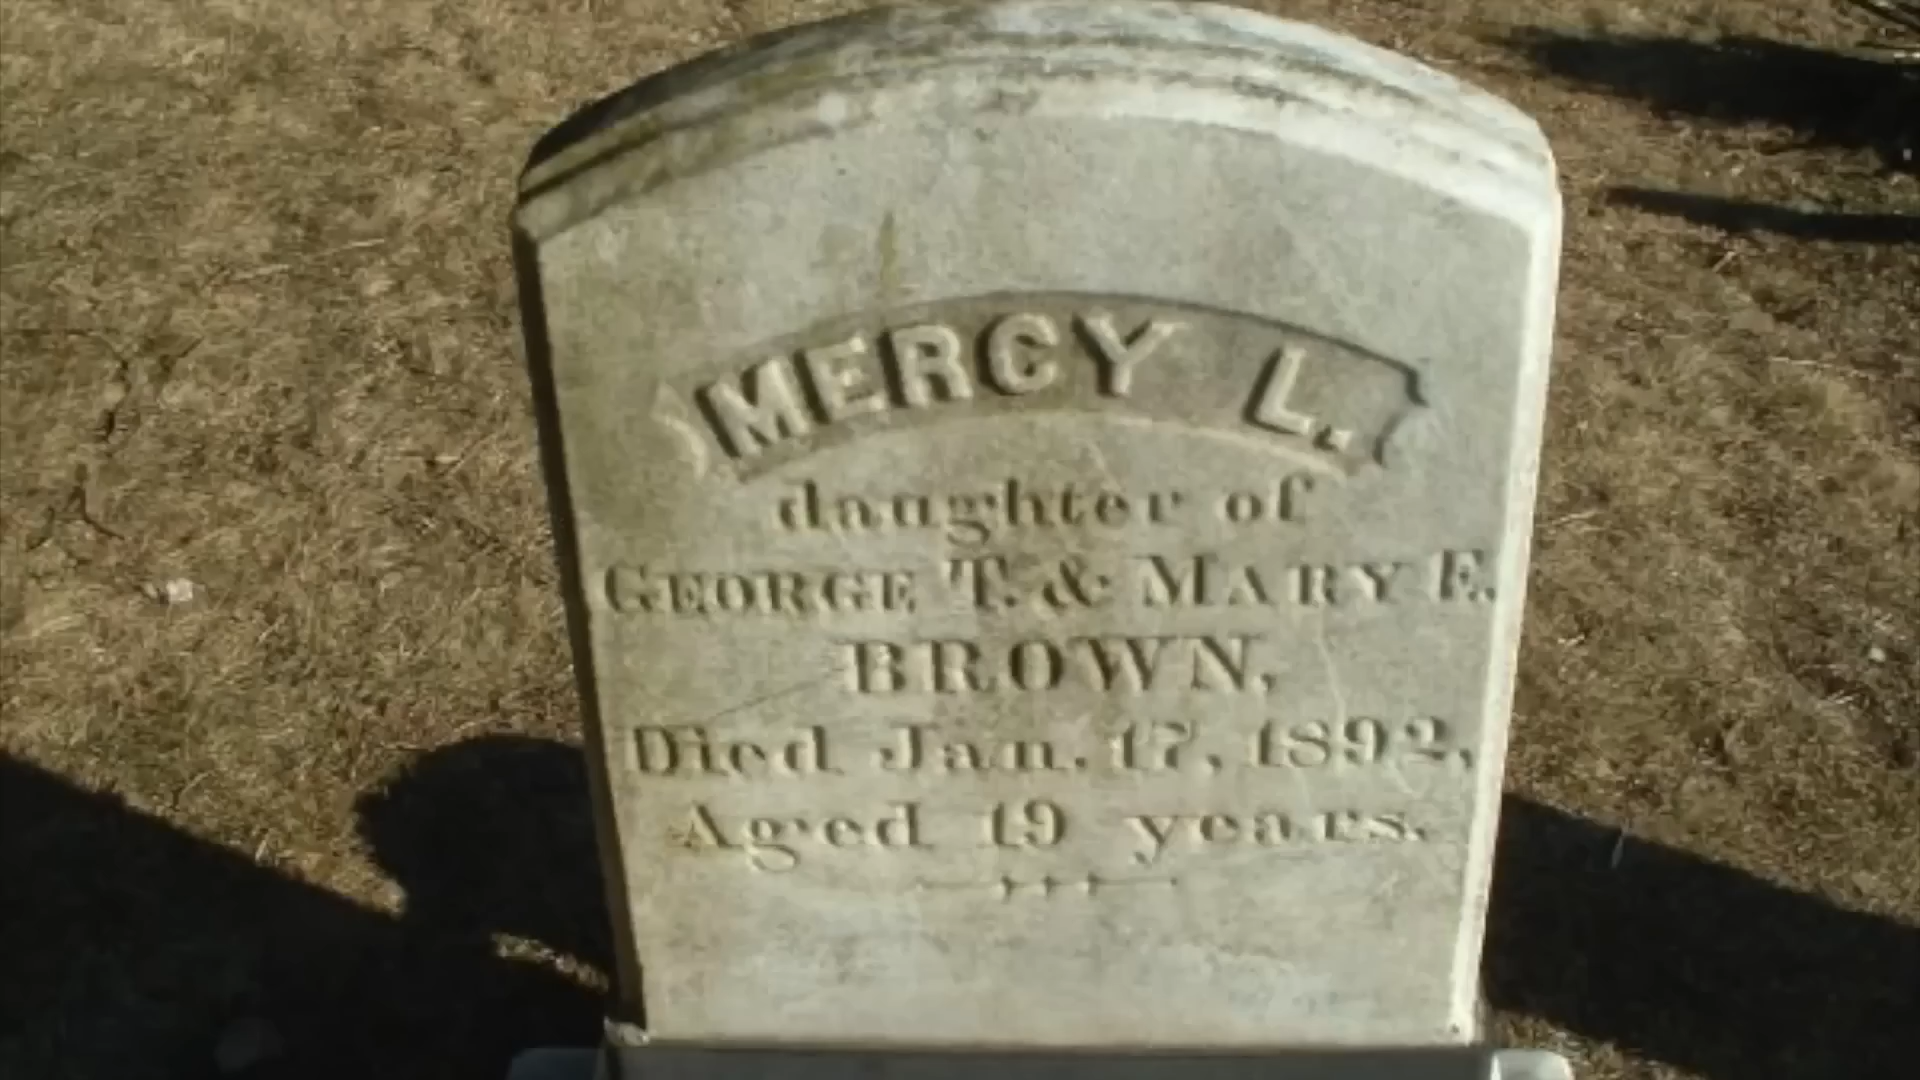 MERCY L.
daughter of
GEORGE T. & MARY E.
BROWN,
Died Jan. 17, 1892,
Aged 19 years.